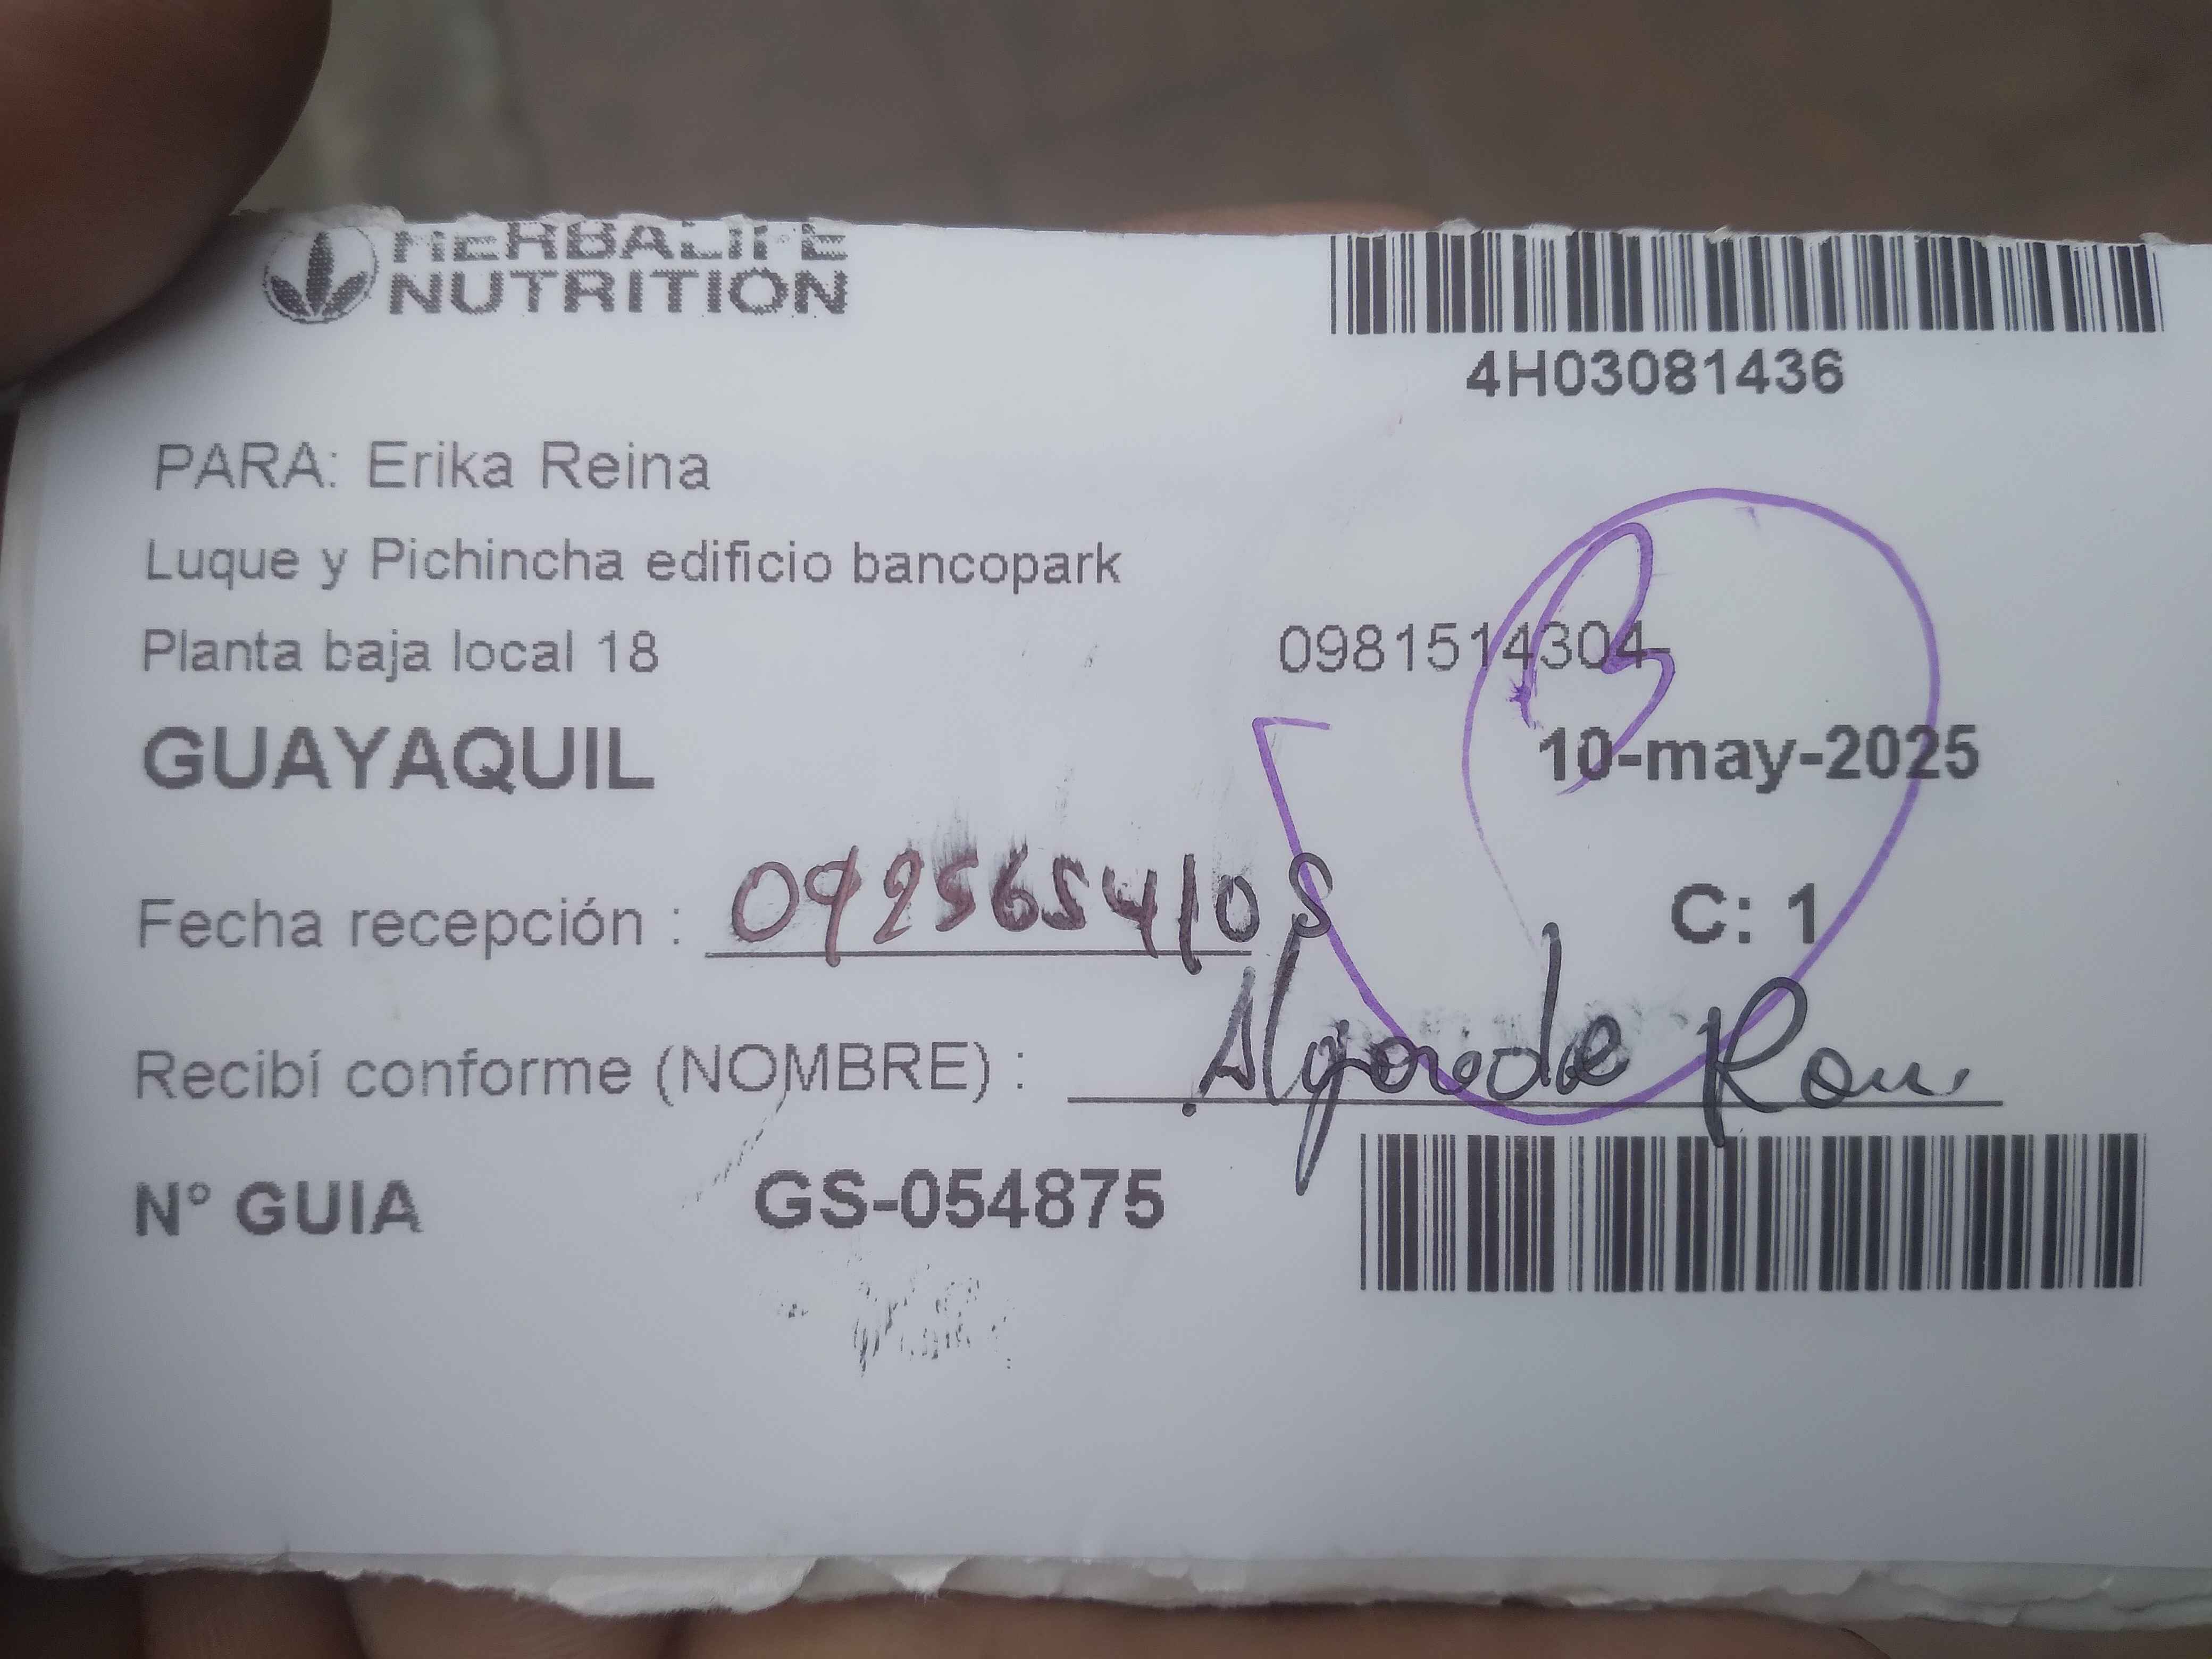 HERBALIFE
NUTRITION
4H03081436
PARA: Erika Reina
Luque y Pichincha edificio bancopark
Planta baja local 18
0981514304
GUAYAQUIL
10-may-2025
C: 1
Fecha recepción :
Recibí conforme (NOMBRE) :
N° GUIA GS-054875